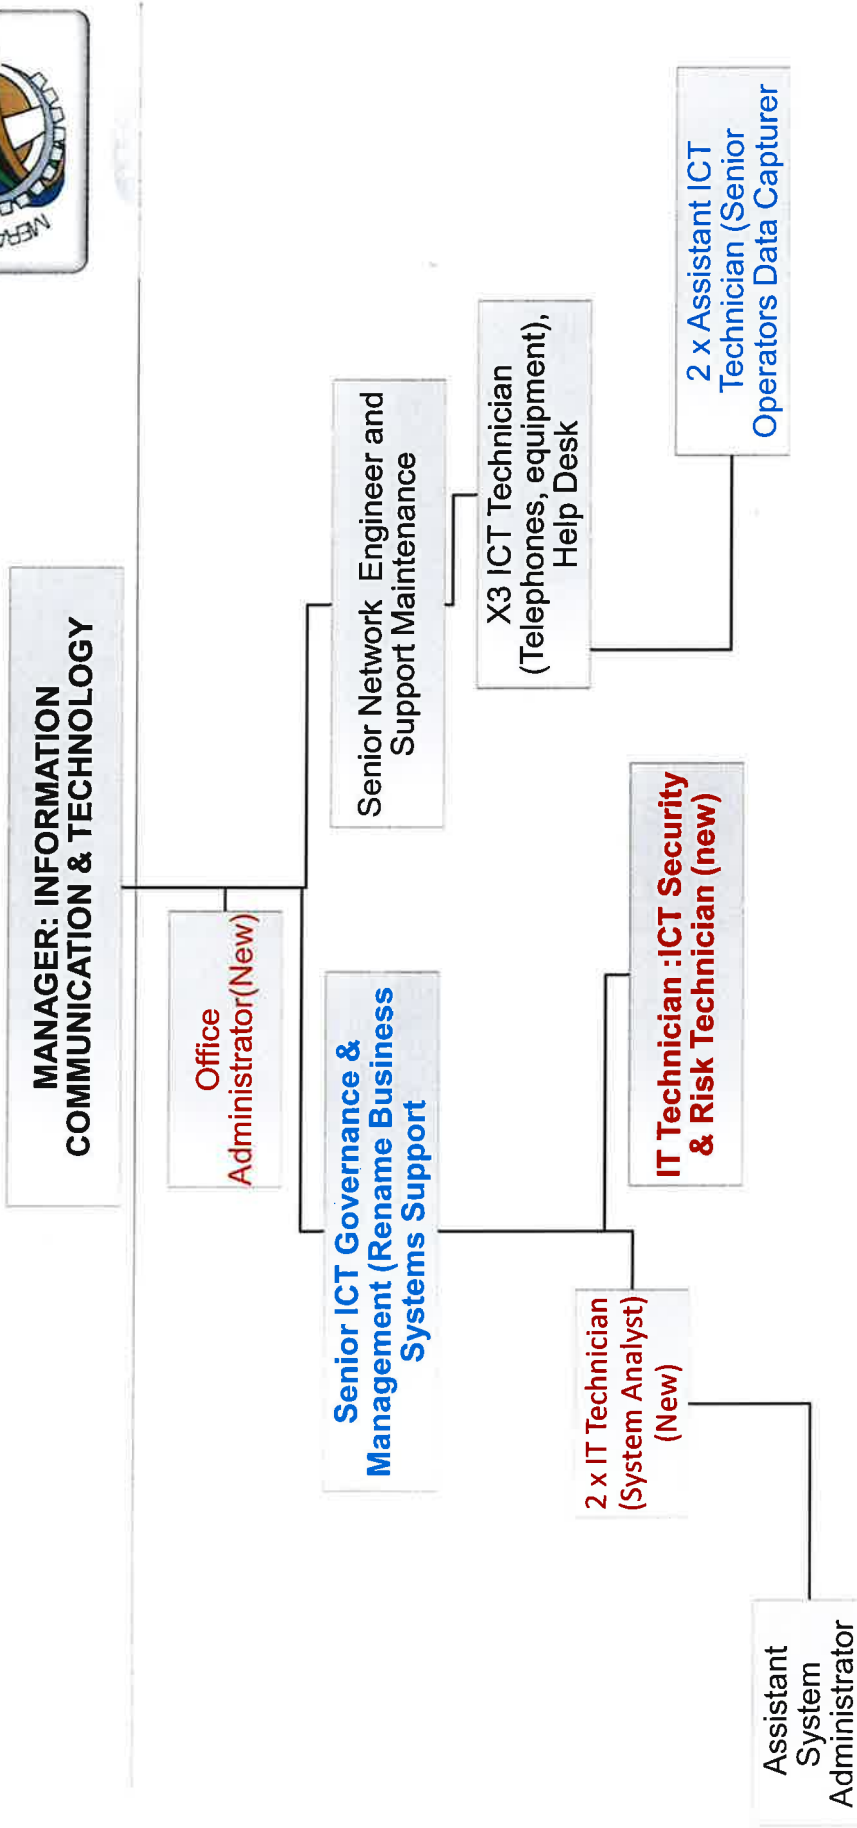 MANAGER: INFORMATION
COMMUNICATION & TECHNOLOGY
Office
Administrator(New)
Senior ICT Governance &
Management (Rename Business
Systems Support
Senior Network Engineer and
Support Maintenance
X3 ICT Technician
(Telephones, equipment),
Help Desk
2 x IT Technician
(System Analyst)
(New)
IT Technician :ICT Security
& Risk Technician (new)
2 x Assistant ICT
Technician (Senior
Operators Data Capturer
Assistant
System
Administrator